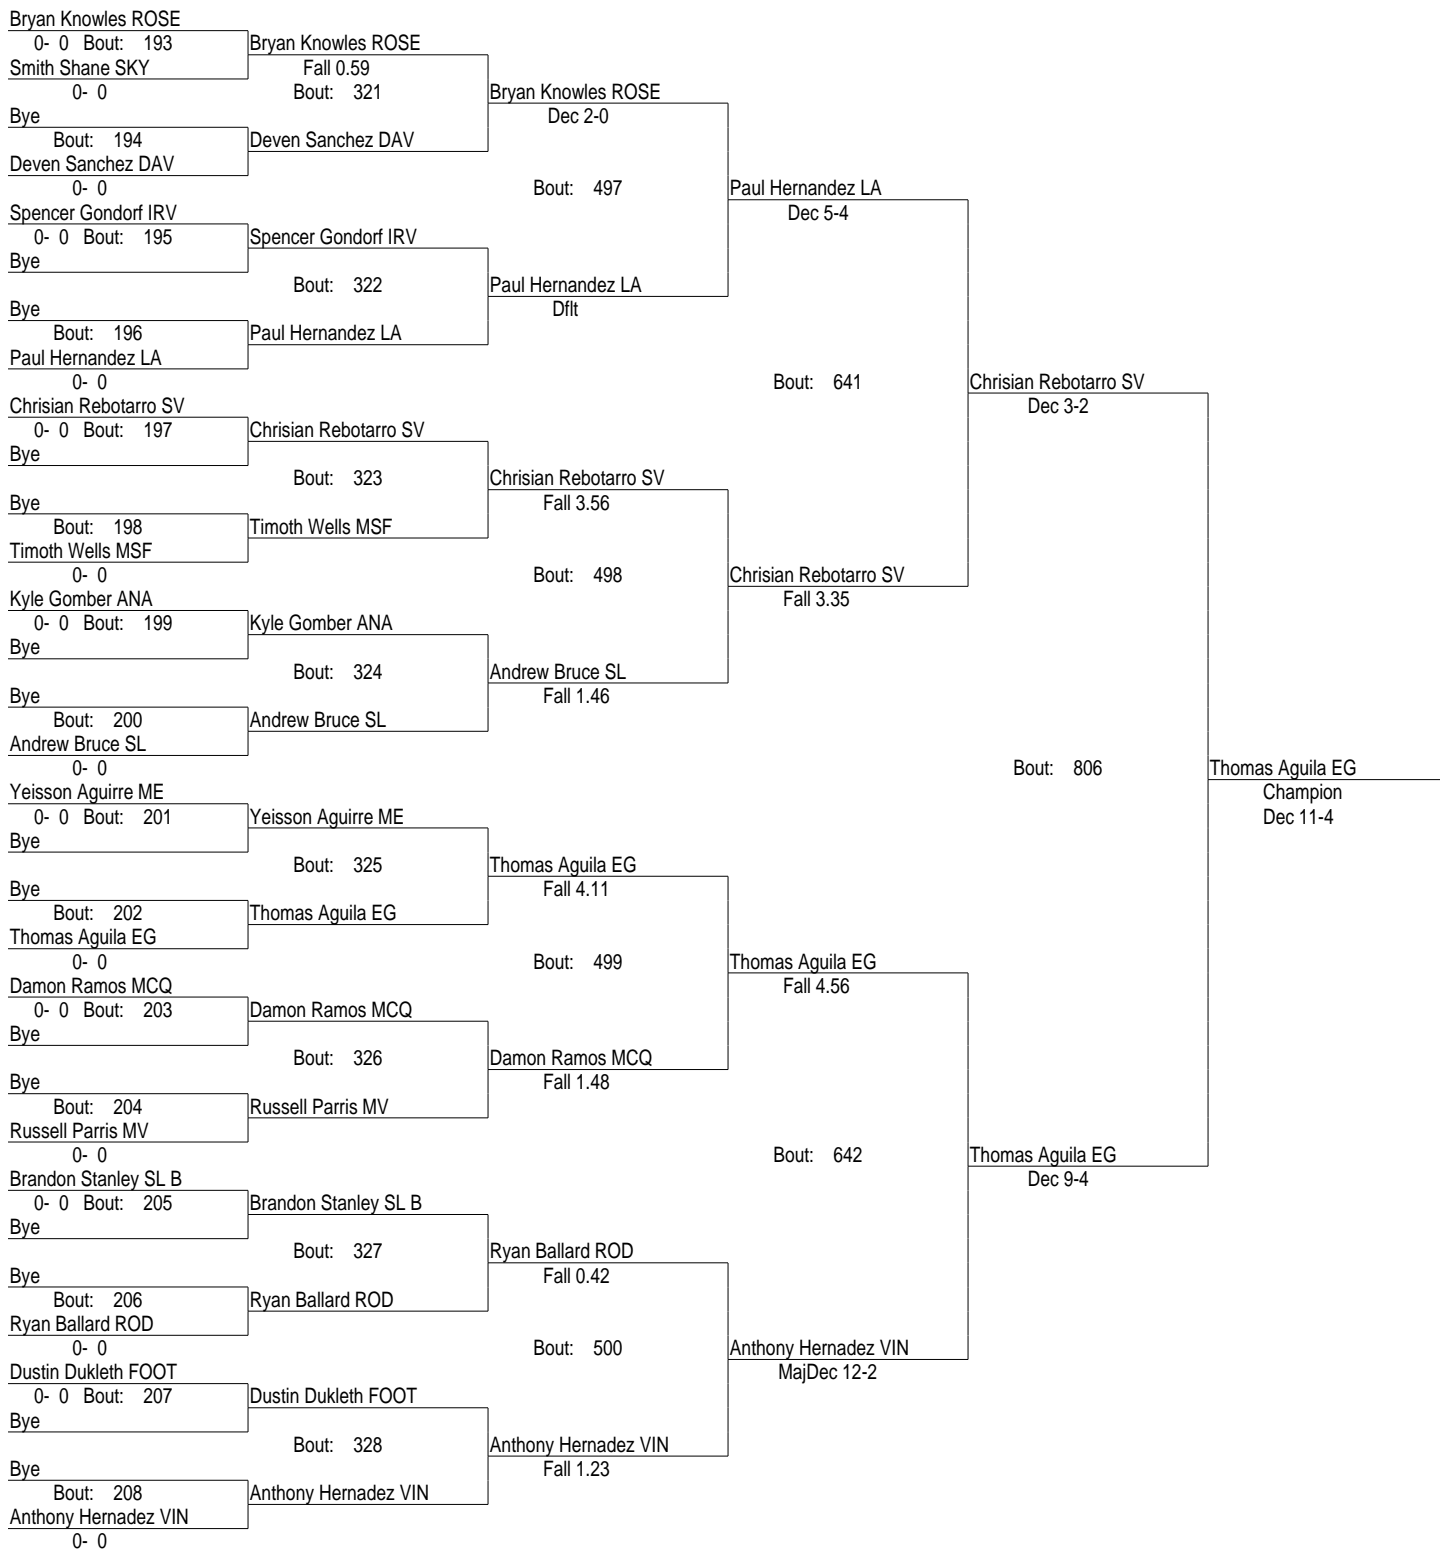 Bryan Knowles ROSE
0- 0 Bout: 193
Bryan Knowles ROSE
Smith Shane SKY
Fall 0.59
0- 0
Bout: 321
Bryan Knowles ROSE
Bye
Dec 2-0
Bout: 194
Deven Sanchez DAV
Deven Sanchez DAV
0- 0
Bout: 497
Paul Hernandez LA
Spencer Gondorf IRV
Dec 5-4
0- 0 Bout: 195
Spencer Gondorf IRV
Bye
Bout: 322
Paul Hernandez LA
Bye
Dflt
Bout: 196
Paul Hernandez LA
Paul Hernandez LA
0- 0
Bout: 641
Chrisian Rebotarro SV
Chrisian Rebotarro SV
Dec 3-2
0- 0 Bout: 197
Chrisian Rebotarro SV
Bye
Bout: 323
Chrisian Rebotarro SV
Bye
Fall 3.56
Bout: 198
Timoth Wells MSF
Timoth Wells MSF
0- 0
Bout: 498
Chrisian Rebotarro SV
Kyle Gomber ANA
Fall 3.35
0- 0 Bout: 199
Kyle Gomber ANA
Bye
Bout: 324
Andrew Bruce SL
Bye
Fall 1.46
Bout: 200
Andrew Bruce SL
Andrew Bruce SL
0- 0
Bout: 806
Thomas Aguila EG
Yeisson Aguirre ME
Champion
0- 0 Bout: 201
Yeisson Aguirre ME
Dec 11-4
Bye
Bout: 325
Thomas Aguila EG
Bye
Fall 4.11
Bout: 202
Thomas Aguila EG
Thomas Aguila EG
0- 0
Bout: 499
Thomas Aguila EG
Damon Ramos MCQ
Fall 4.56
0- 0 Bout: 203
Damon Ramos MCQ
Bye
Bout: 326
Damon Ramos MCQ
Bye
Fall 1.48
Bout: 204
Russell Parris MV
Russell Parris MV
0- 0
Bout: 642
Thomas Aguila EG
Brandon Stanley SL B
Dec 9-4
0- 0 Bout: 205
Brandon Stanley SL B
Bye
Bout: 327
Ryan Ballard ROD
Bye
Fall 0.42
Bout: 206
Ryan Ballard ROD
Ryan Ballard ROD
0- 0
Bout: 500
Anthony Hernadez VIN
Dustin Dukleth FOOT
MajDec 12-2
0- 0 Bout: 207
Dustin Dukleth FOOT
Bye
Bout: 328
Anthony Hernadez VIN
Bye
Fall 1.23
Bout: 208
Anthony Hernadez VIN
Anthony Hernadez VIN
0- 0